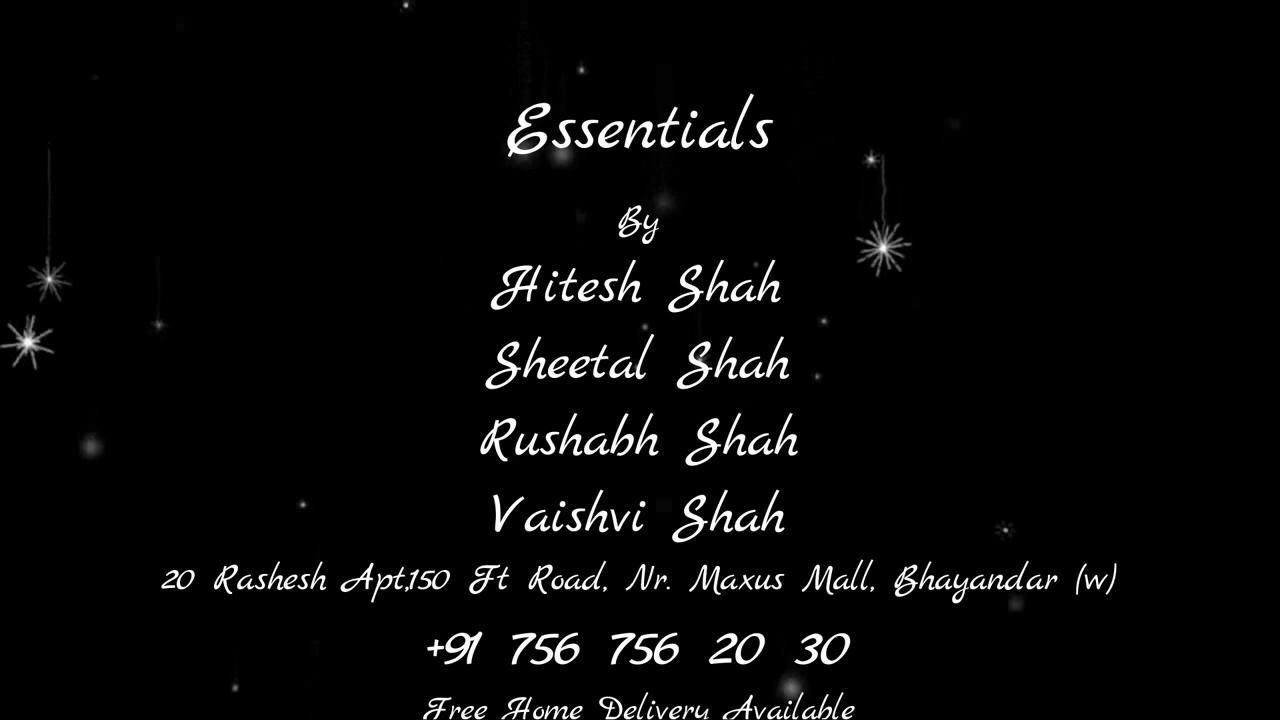 Essentials
By
Hitesh Shah
Sheetal Shah
Rushabh Shah
Vaishvi Shah
20 Rashesh Apt,150 Ft Road, Nr. Maxus Mall, Bhayandar (w)
+91 756 756 20 30
Free Home Delivery Available